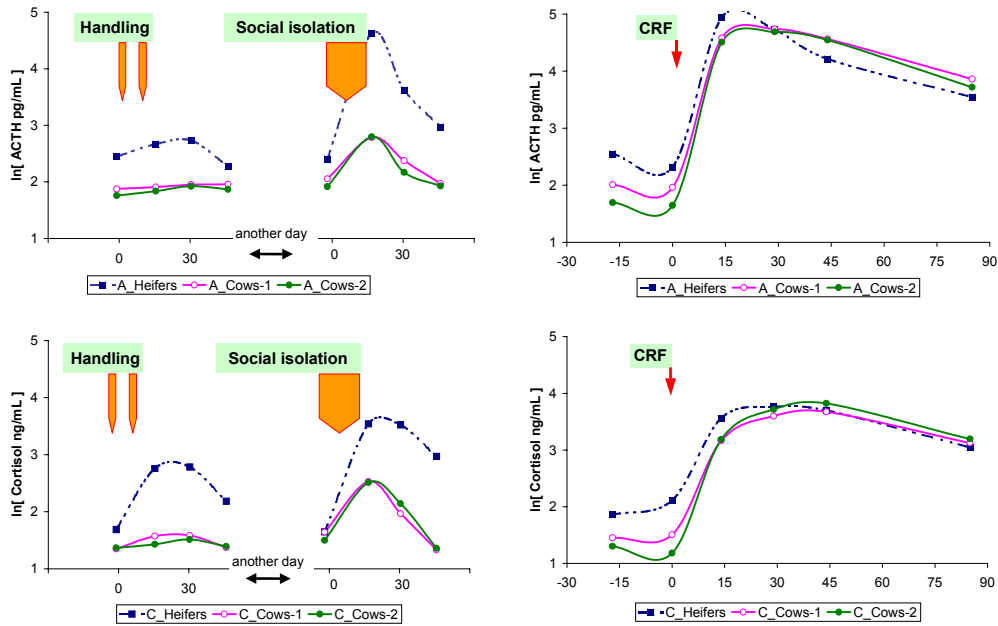 Handling
Social isolation
ln[ ACTH pg/mL ]
5
4
3
2
1
0
30
another day
0
30
A_Heifers A_Cows-1 A_Cows-2
CRF
ln[ ACTH pg/mL ]
5
4
3
2
1
-30 -15 0 15 30 45 60 75 90
A_Heifers A_Cows-1 A_Cows-2
Handling
Social isolation
ln[ Cortisol ng/mL ]
5
4
3
2
1
0
30
another day
0
30
C_Heifers C_Cows-1 C_Cows-2
CRF
ln[ Cortisol ng/mL ]
5
4
3
2
1
-30 -15 0 15 30 45 60 75 90
C_Heifers C_Cows-1 C_Cows-2